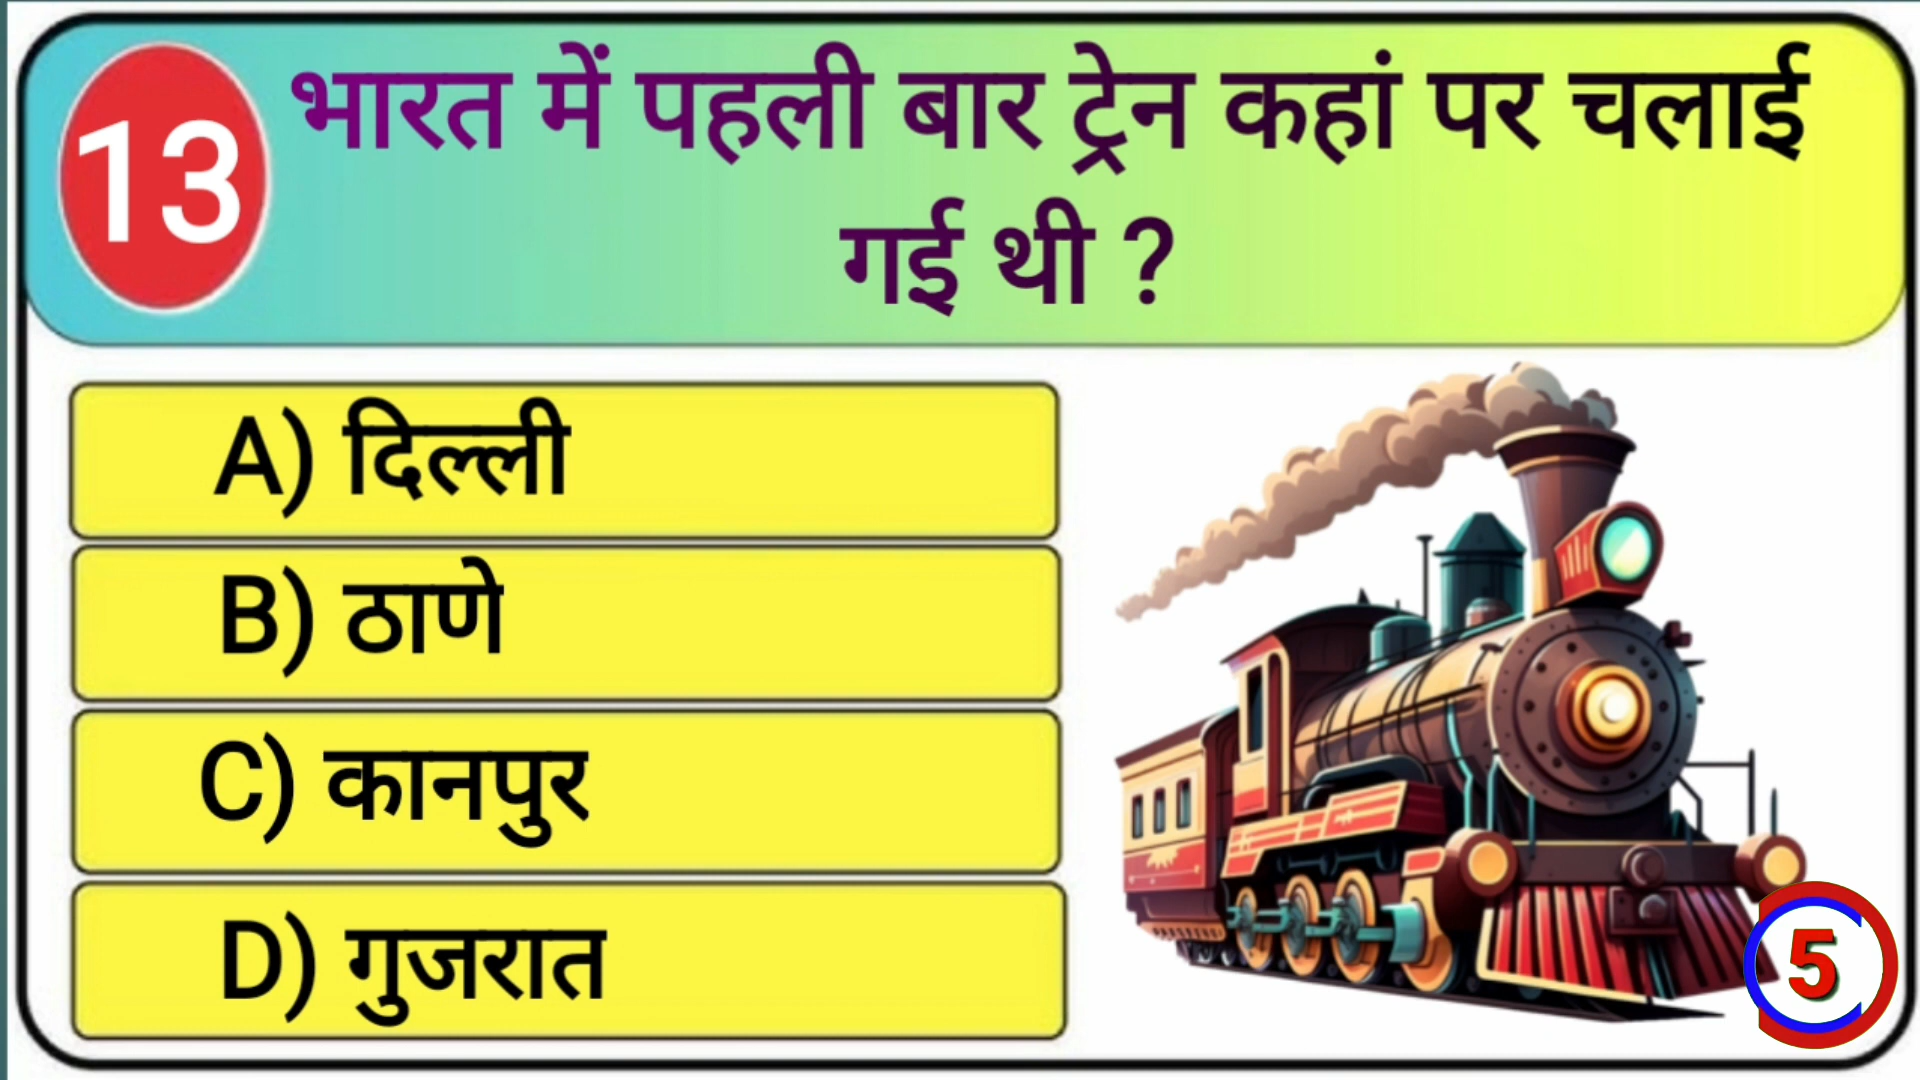 13
भारत में पहली बार ट्रेन कहां पर चलाई
गई थी ?
A) दिल्ली
B) ठाणे
C) कानपुर
D) गुजरात
5